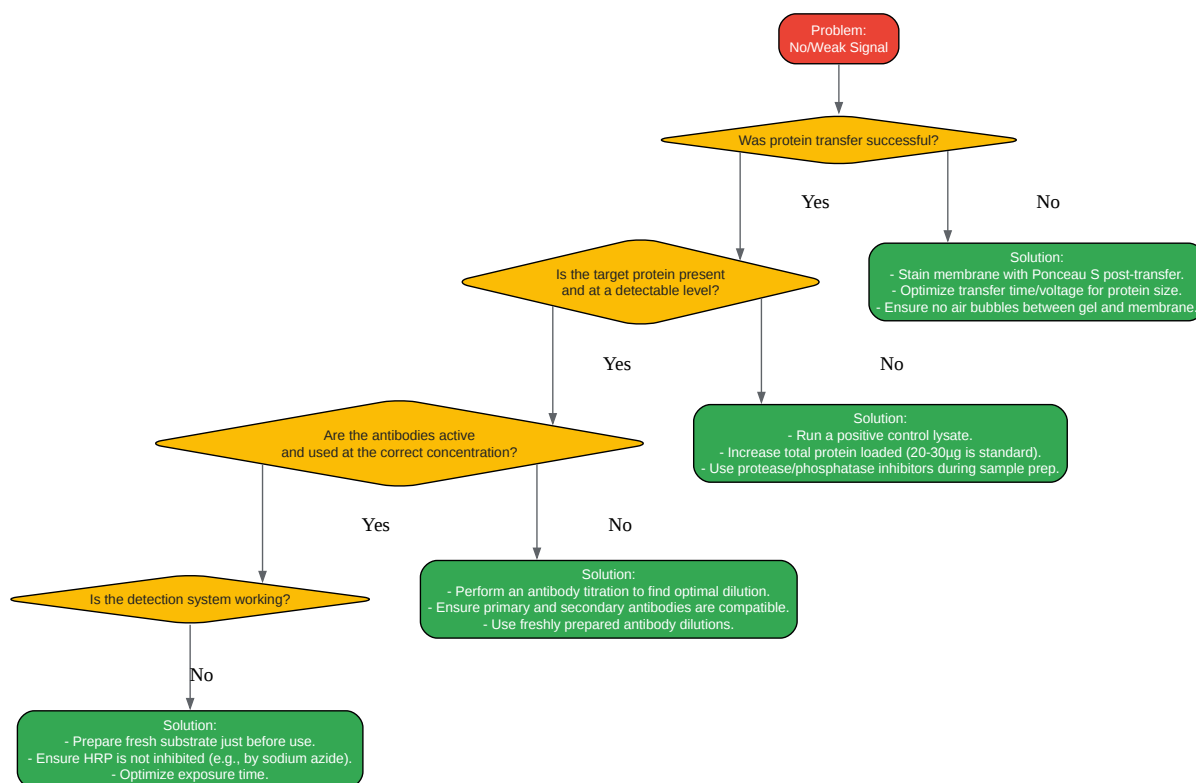 Problem:
No/Weak Signal
Was protein transfer successful?
Yes
No
Solution:
- Stain membrane with Ponceau S post-transfer.
- Optimize transfer time/voltage for protein size.
- Ensure no air bubbles between gel and membrane.
Is the target protein present
and at a detectable level?
Yes
No
Solution:
- Run a positive control lysate.
- Increase total protein loaded (20-30µg is standard).
- Use protease/phosphatase inhibitors during sample prep.
Are the antibodies active
and used at the correct concentration?
Yes
No
Solution:
- Perform an antibody titration to find optimal dilution.
- Ensure primary and secondary antibodies are compatible.
- Use freshly prepared antibody dilutions.
Is the detection system working?
No
Solution:
- Prepare fresh substrate just before use.
- Ensure HRP is not inhibited (e.g., by sodium azide).
- Optimize exposure time.